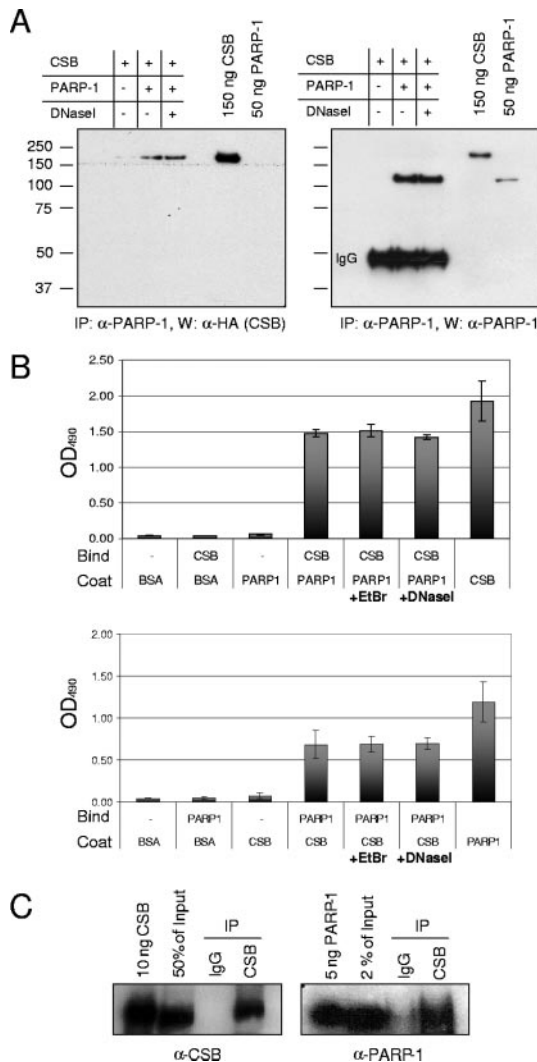 A
CSB + + +
PARP-1 - + +
DNaseI +
150 ng CSB
50 ng PARP-1
CSB + + +
PARP-1 - + +
DNaseI +
150 ng CSB
50 ng PARP-1
250
150
100
75
50
37
IgG
IP: α-PARP-1, W: α-HA (CSB)
IP: α-PARP-1, W: α-PARP-1
B
2.50
2.00
1.50
1.00
0.50
0.00
OD490
Bind - CSB - CSB CSB CSB
Coat BSA BSA PARP1 PARP1 PARP1 PARP1 CSB
+EtBr +DNaseI
2.00
1.50
1.00
0.50
0.00
OD490
Bind - PARP1 - PARP1 PARP1 PARP1
Coat BSA BSA CSB CSB CSB CSB PARP1
+EtBr +DNaseI
C
10 ng CSB
50% of Input
IP
IgG
CSB
α-CSB
5 ng PARP-1
2 % of Input
IP
IgG
CSB
α-PARP-1